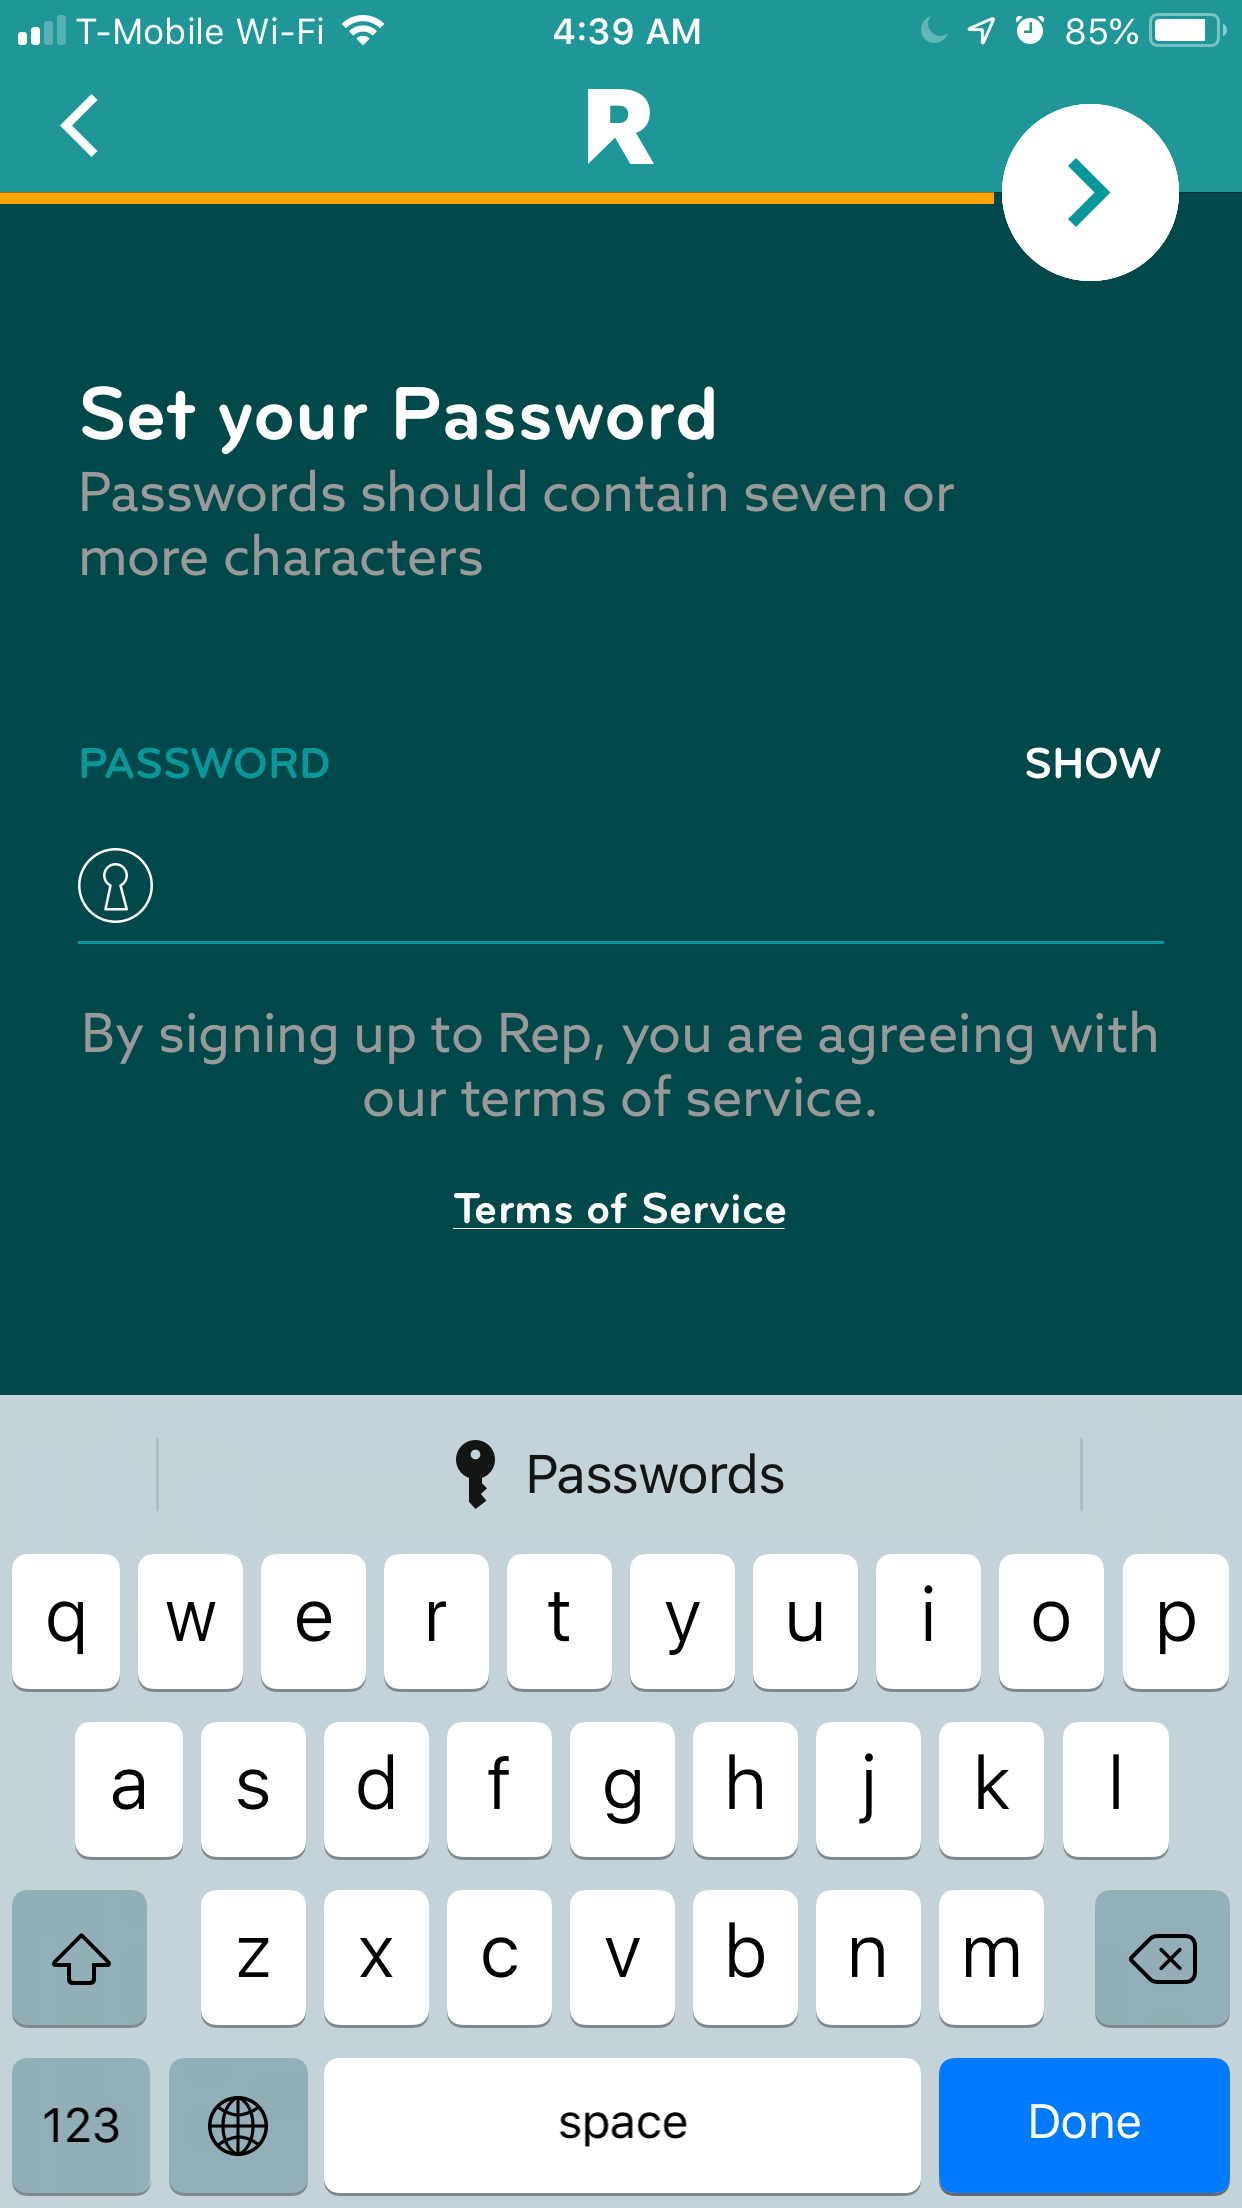 T-Mobile Wi-Fi 4:39 AM 85%
R
Set your Password
Passwords should contain seven or
more characters
PASSWORD SHOW
By signing up to Rep, you are agreeing with
our terms of service.
Terms of Service
Passwords
q w e r t y u i o p
a s d f g h j k l
z x c v b n m
123 space Done